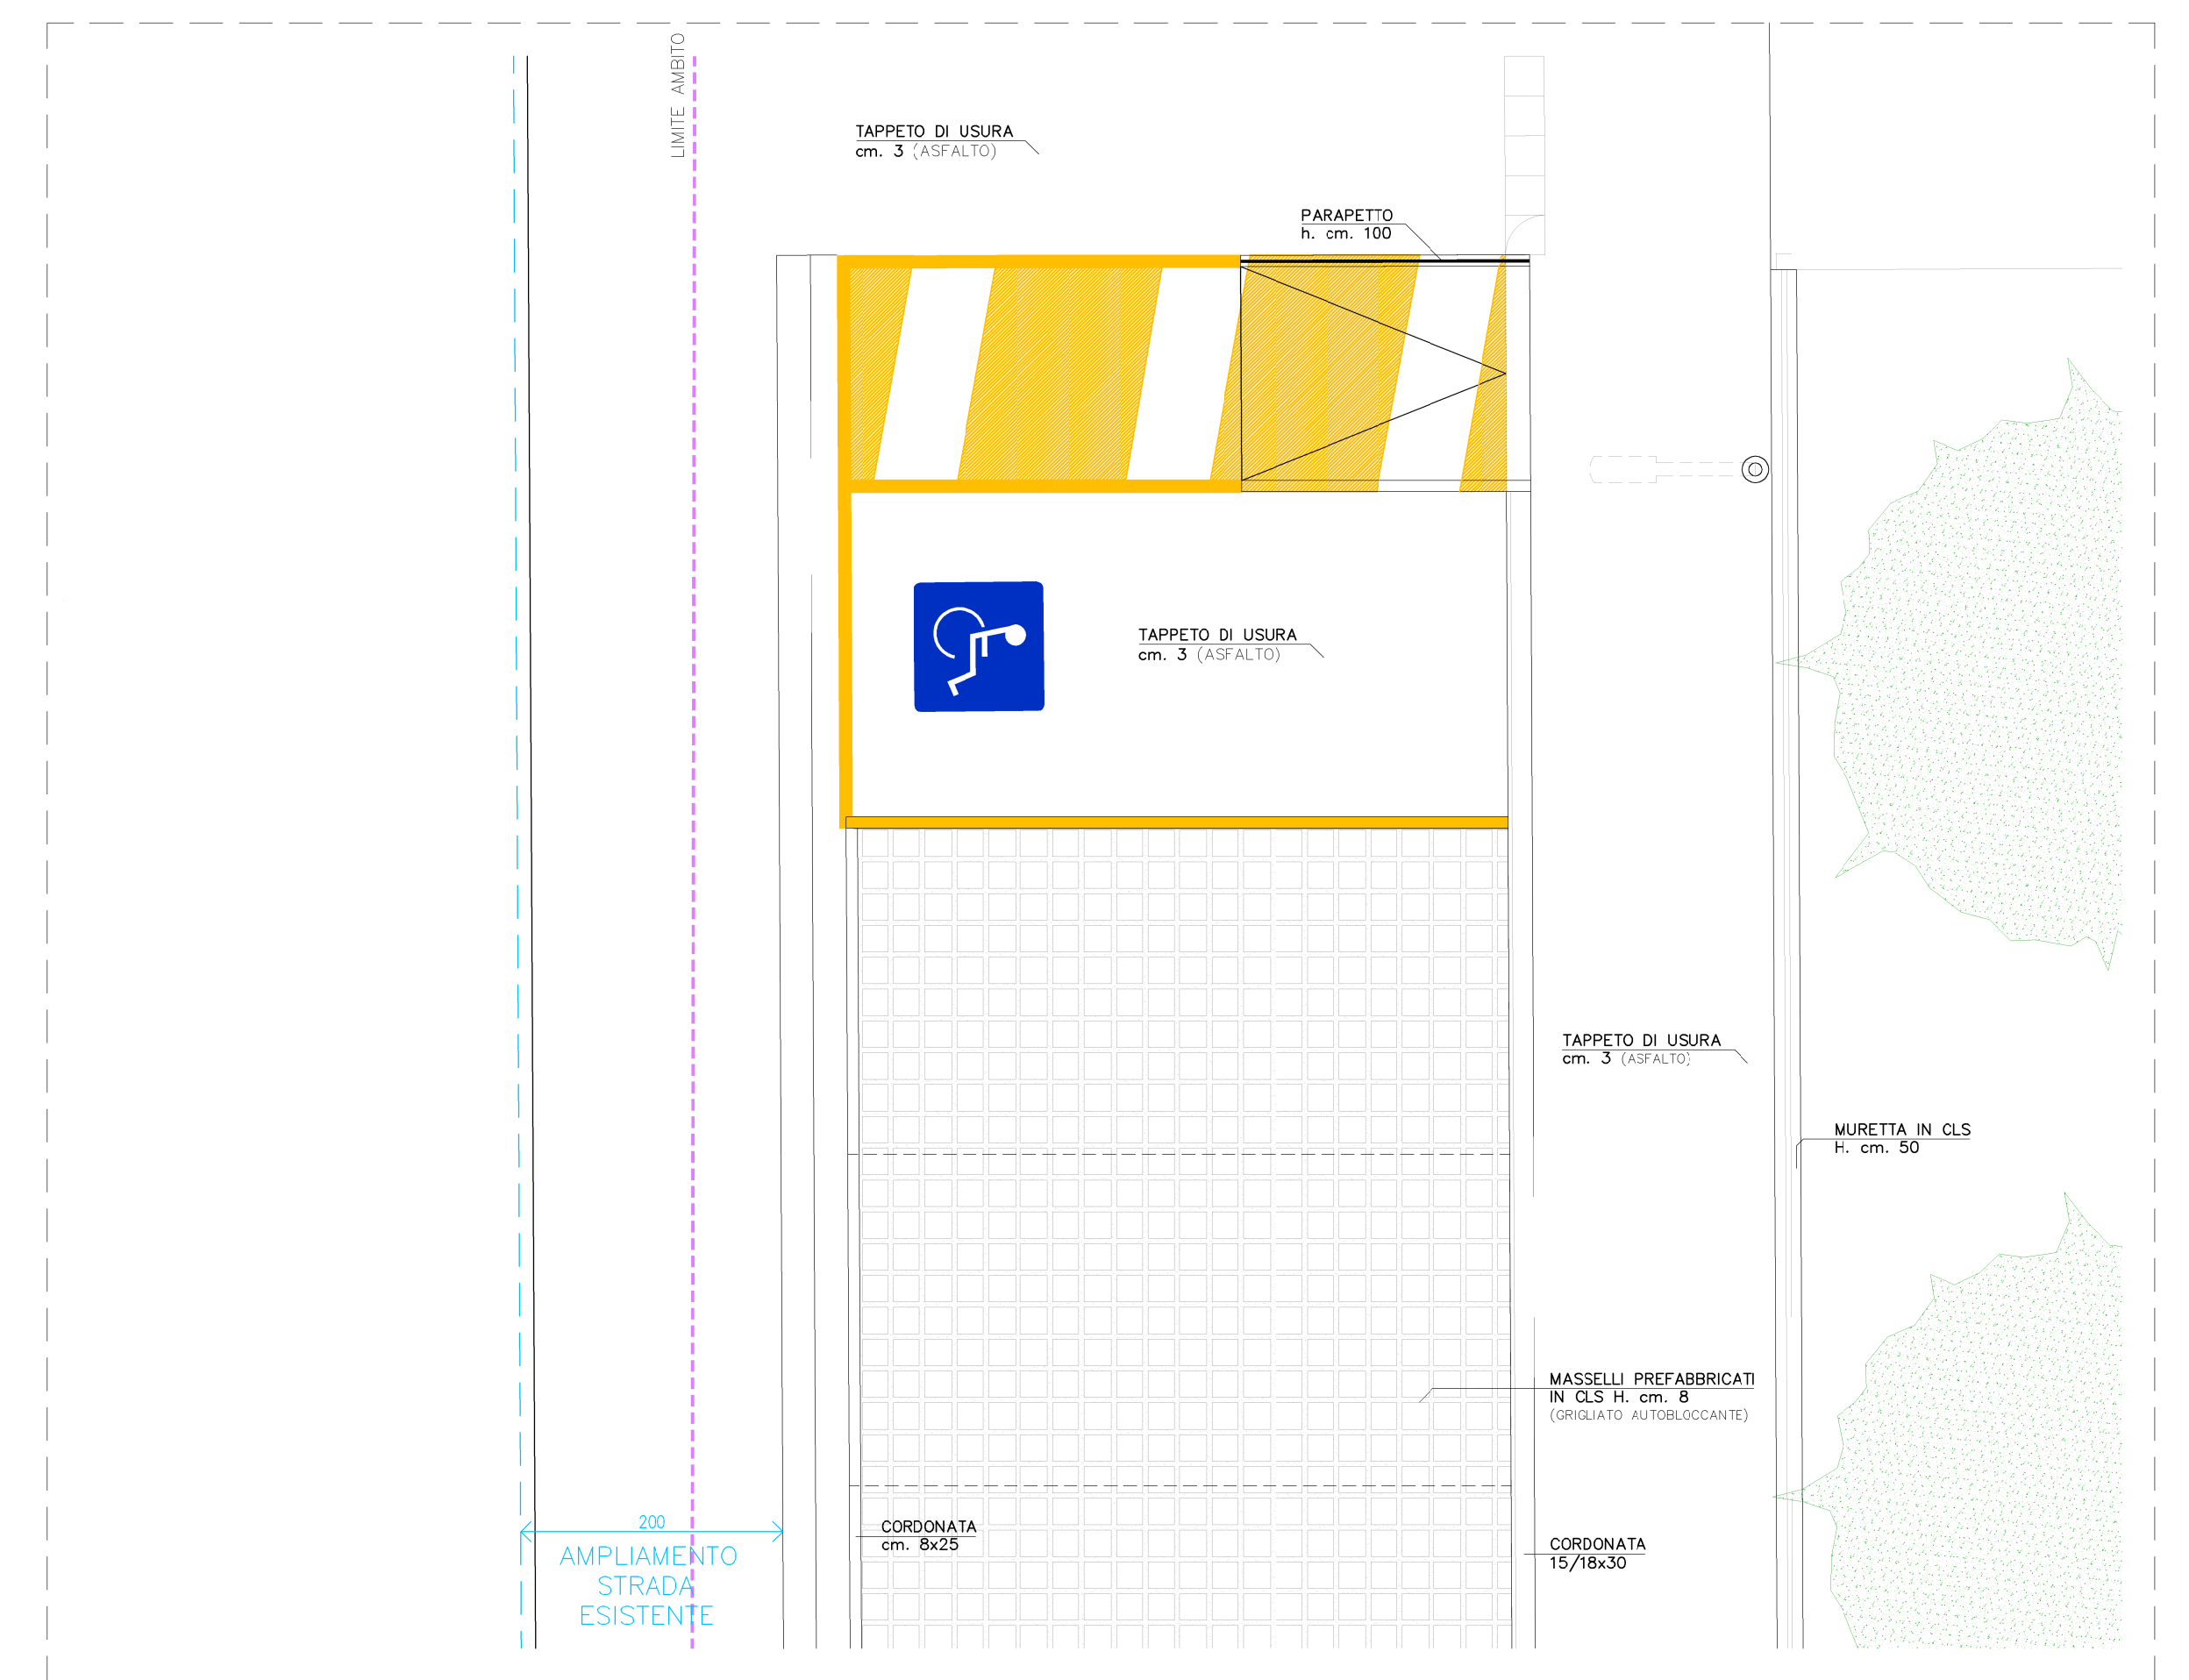 LIMITE AMBITO
TAPPETO DI USURA
cm. 3 (ASFALTO)
PARAPETTO
h. cm. 100
TAPPETO DI USURA
cm. 3 (ASFALTO)
TAPPETO DI USURA
cm. 3 (ASFALTO)
MURETTA IN CLS
H. cm. 50
MASSELLI PREFABBRICATI
IN CLS H. cm. 8
(GRIGLIATO AUTOBLOCCANTE)
200
AMPLIAMENTO
STRADA
ESISTENTE
CORDONATA
cm. 8x25
CORDONATA
15/18x30